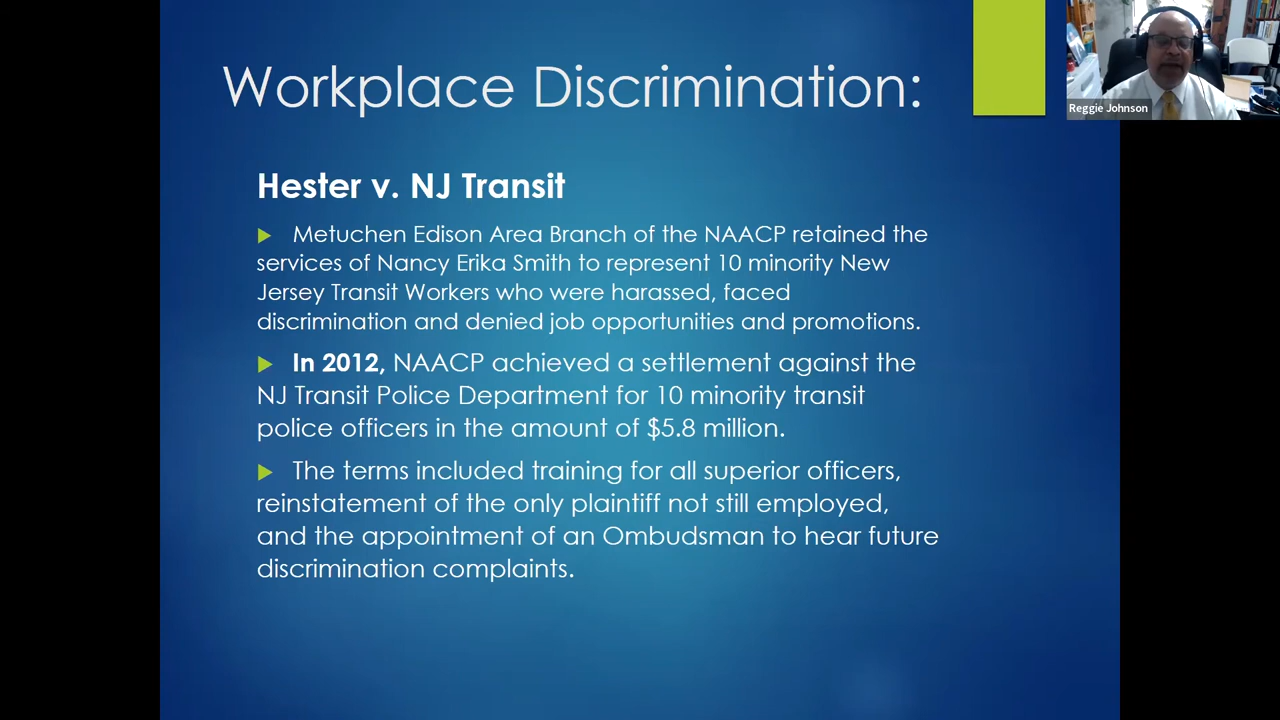 Workplace Discrimination:
Reggie Johnson
Hester v. NJ Transit
Metuchen Edison Area Branch of the NAACP retained the
services of Nancy Erika Smith to represent 10 minority New
Jersey Transit Workers who were harassed, faced
discrimination and denied job opportunities and promotions.
In 2012, NAACP achieved a settlement against the
NJ Transit Police Department for 10 minority transit
police officers in the amount of $5.8 million.
The terms included training for all superior officers,
reinstatement of the only plaintiff not still employed,
and the appointment of an Ombudsman to hear future
discrimination complaints.